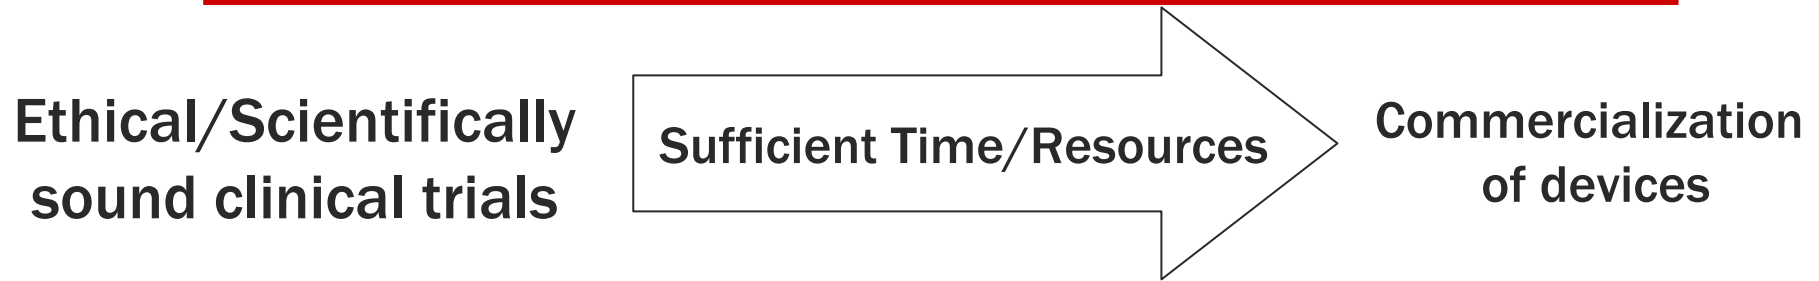 Ethical/Scientifically
sound clinical trials
Sufficient Time/Resources
Commercialization
of devices